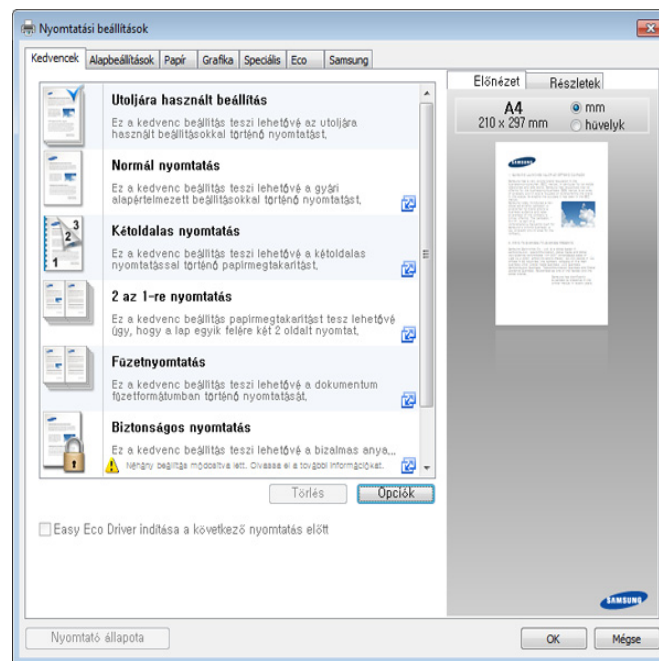 Nyomtatási beállítások
Kedvencek Alapbeállítások Papír Grafika Speciális Eco Samsung
Utoljára használt beállítás
Ez a kedvenc beállítás teszi lehetővé az utoljára
használt beállításokkal történő nyomtatást.
Normál nyomtatás
Ez a kedvenc beállítás teszi lehetővé a gyári
alapértelmezett beállításokkal történő nyomtatást.
Kétoldalas nyomtatás
Ez a kedvenc beállítás teszi lehetővé a kétoldalas
nyomtatással történő papírmegtakarítást.
2 az 1-re nyomtatás
Ez a kedvenc beállítás papírmegtakarítást tesz lehetővé
úgy, hogy a lap egyik felére két 2 oldalt nyomtat.
Füzetnyomtatás
Ez a kedvenc beállítás teszi lehetővé a dokumentum
füzetformátumban történő nyomtatását.
Biztonságos nyomtatás
Ez a kedvenc beállítás teszi lehetővé a bizalmas anya...
Néhány beállítás módosítva lett. Olvassa el a további információkat.
Törlés Opciók
Easy Eco Driver indítása a következő nyomtatás előtt
Előnézet Részletek
A4
210 x 297 mm
mm
hüvelyk
SAMSUNG
SAMSUNG
Nyomtató állapota
OK Mégse